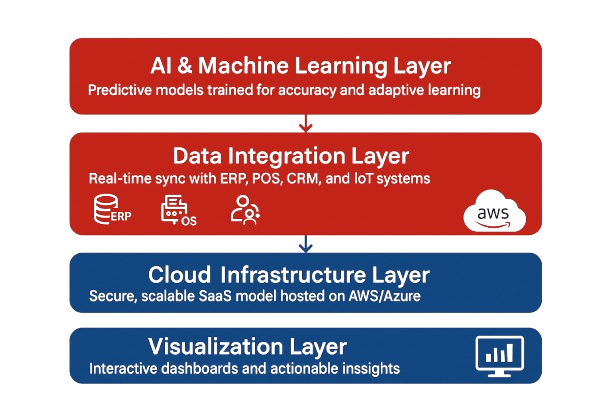 AI & Machine Learning Layer
Predictive models trained for accuracy and adaptive learning
Data Integration Layer
Real-time sync with ERP, POS, CRM, and IoT systems
ERP
OS
aws
Cloud Infrastructure Layer
Secure, scalable SaaS model hosted on AWS/Azure
Visualization Layer
Interactive dashboards and actionable inssights